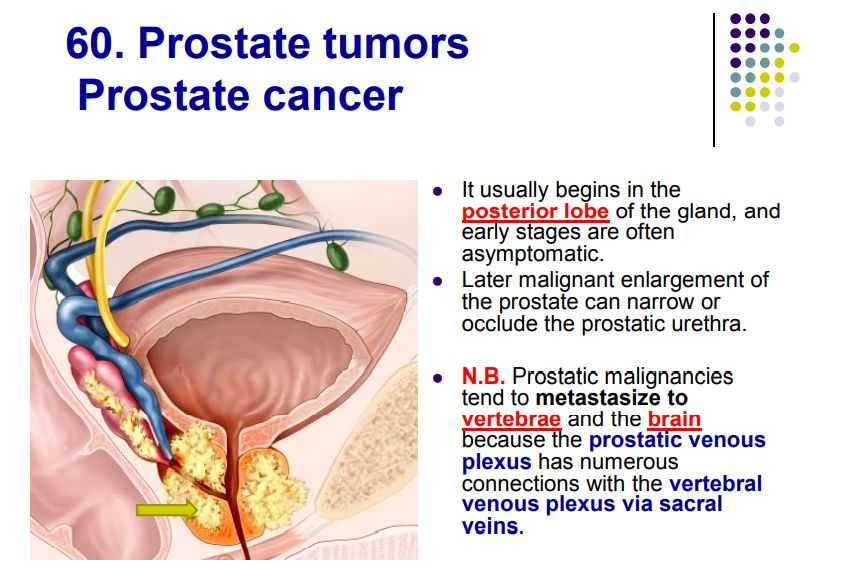 60. Prostate tumors
Prostate cancer
It usually begins in the
posterior lobe of the gland, and
early stages are often
asymptomatic.
Later malignant enlargement of
the prostate can narrow or
occlude the prostatic urethra.
N.B. Prostatic malignancies
tend to metastasize to
vertebrae and the brain
because the prostatic venous
plexus has numerous
connections with the vertebral
venous plexus via sacral
veins.